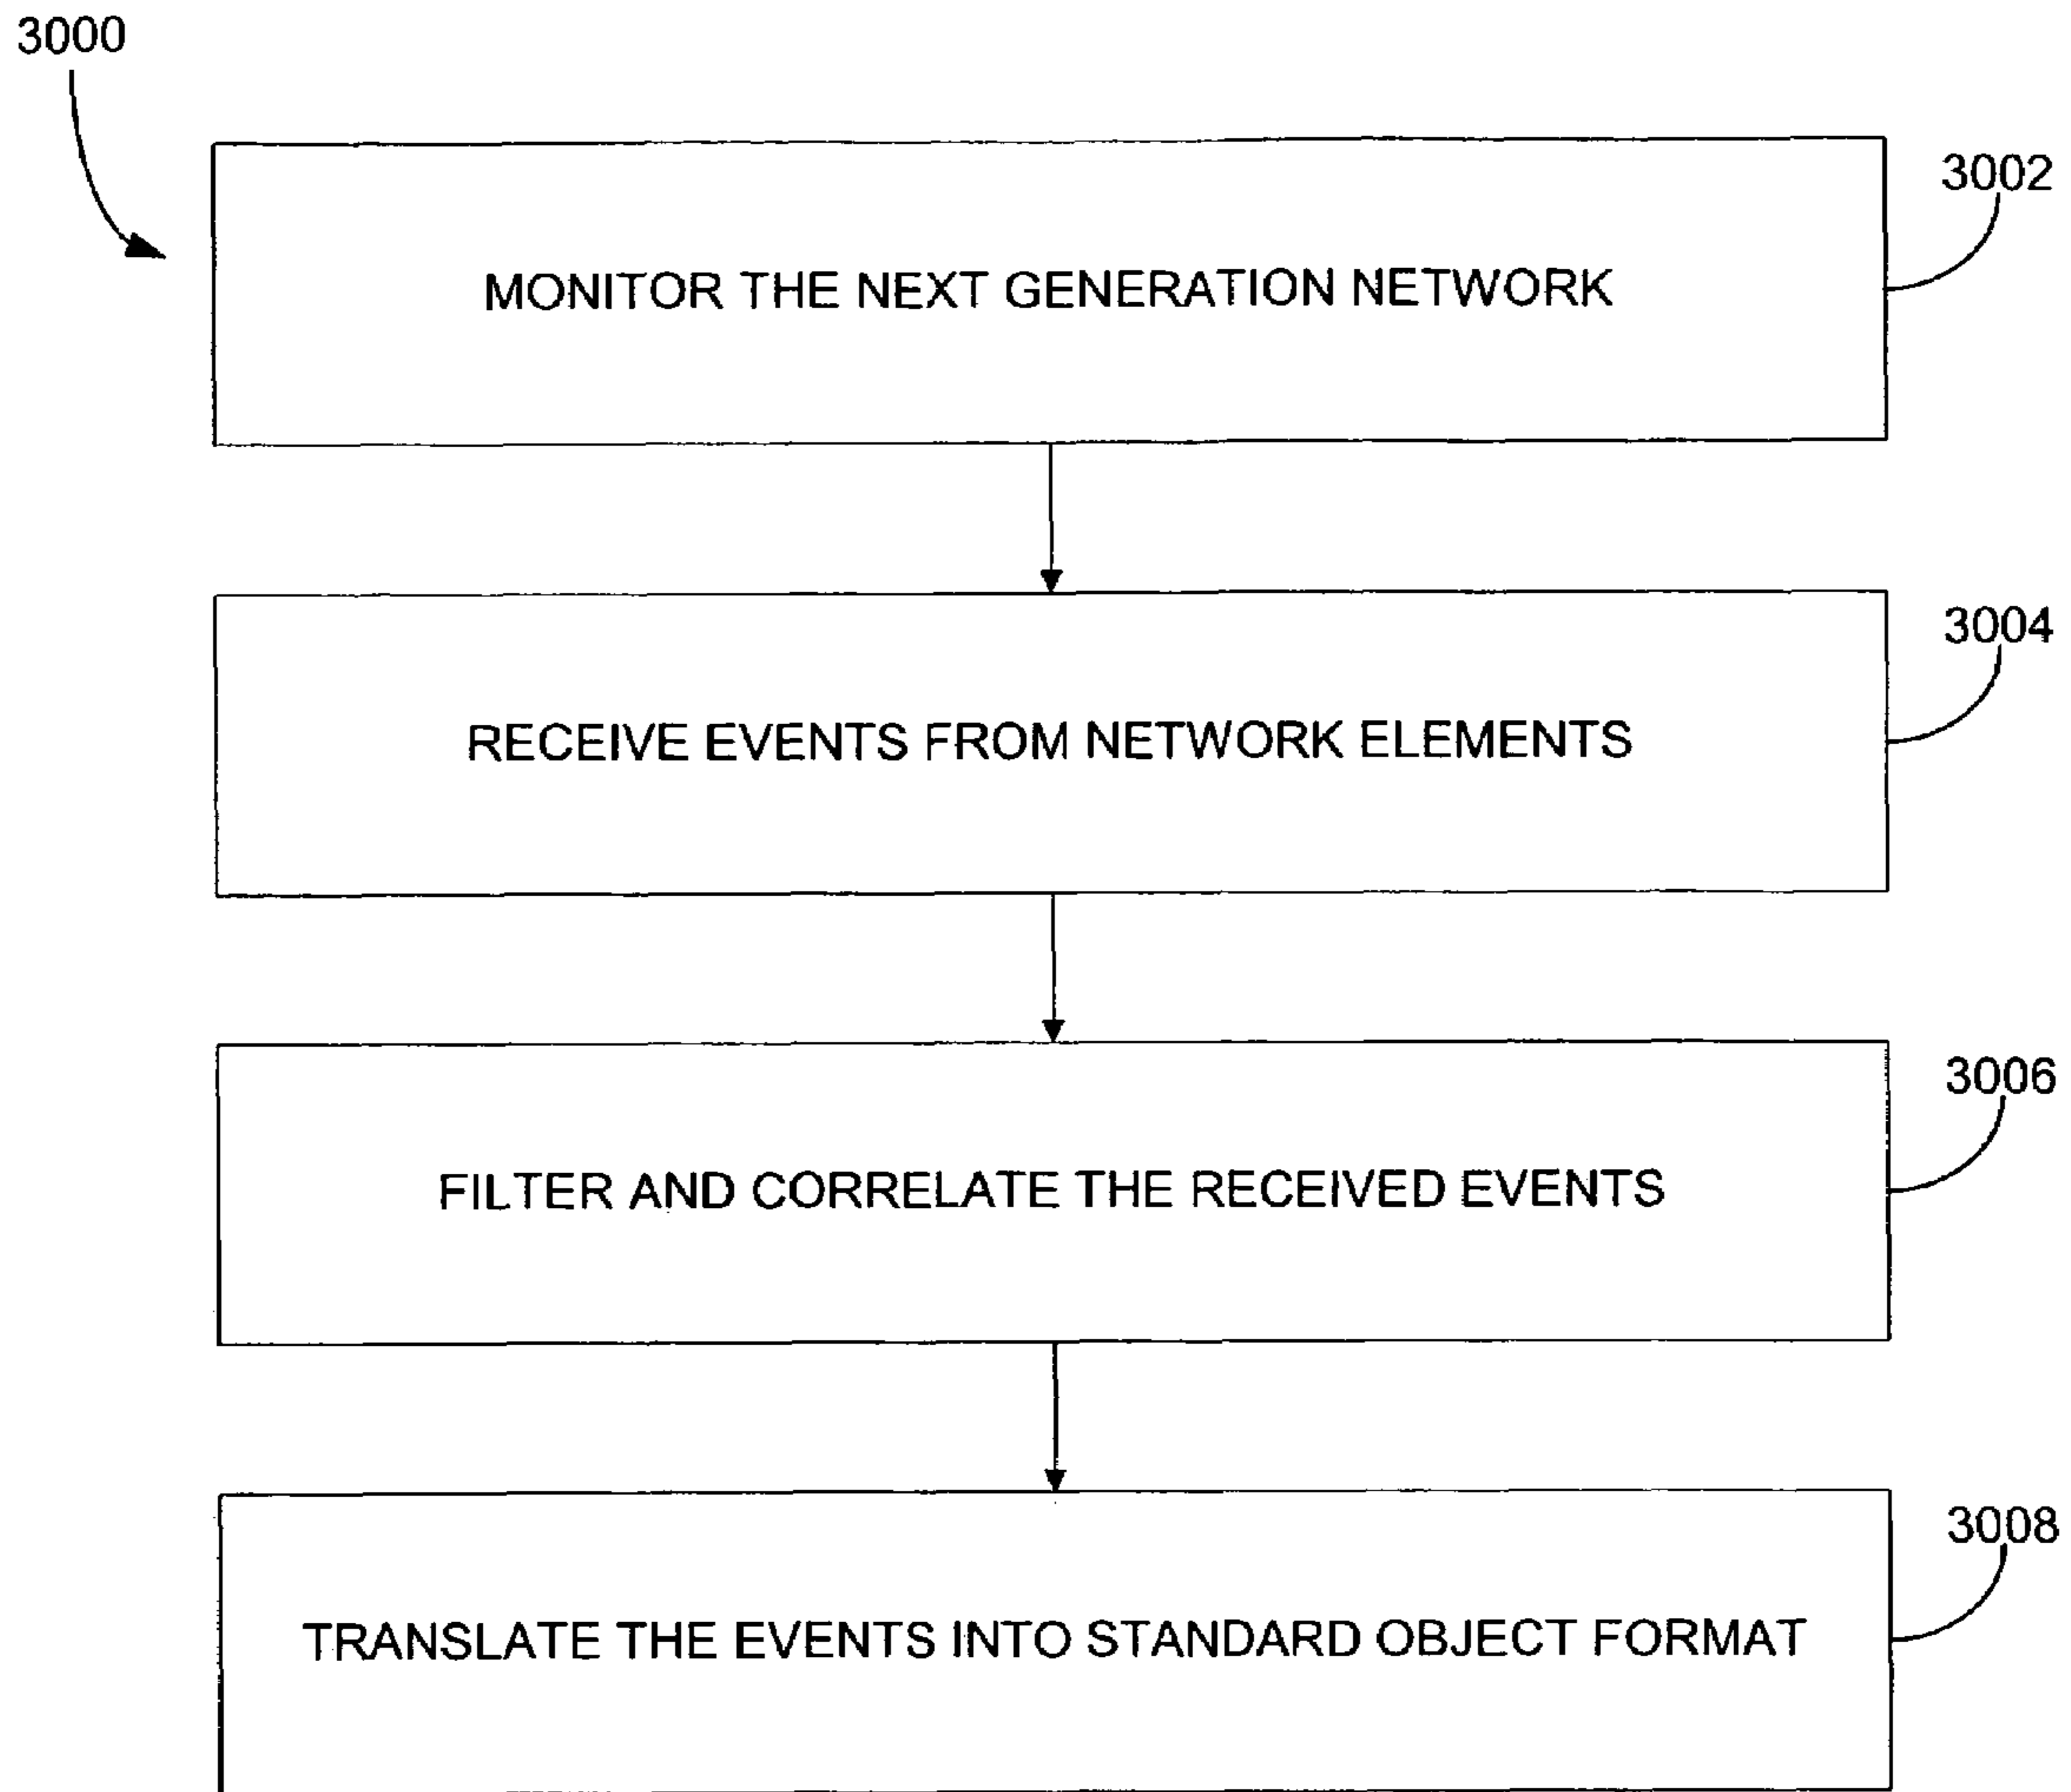 3000
3002
MONITOR THE NEXT GENERATION NETWORK
3004
RECEIVE EVENTS FROM NETWORK ELEMENTS
3006
FILTER AND CORRELATE THE RECEIVED EVENTS
3008
TRANSLATE THE EVENTS INTO STANDARD OBJECT FORMAT